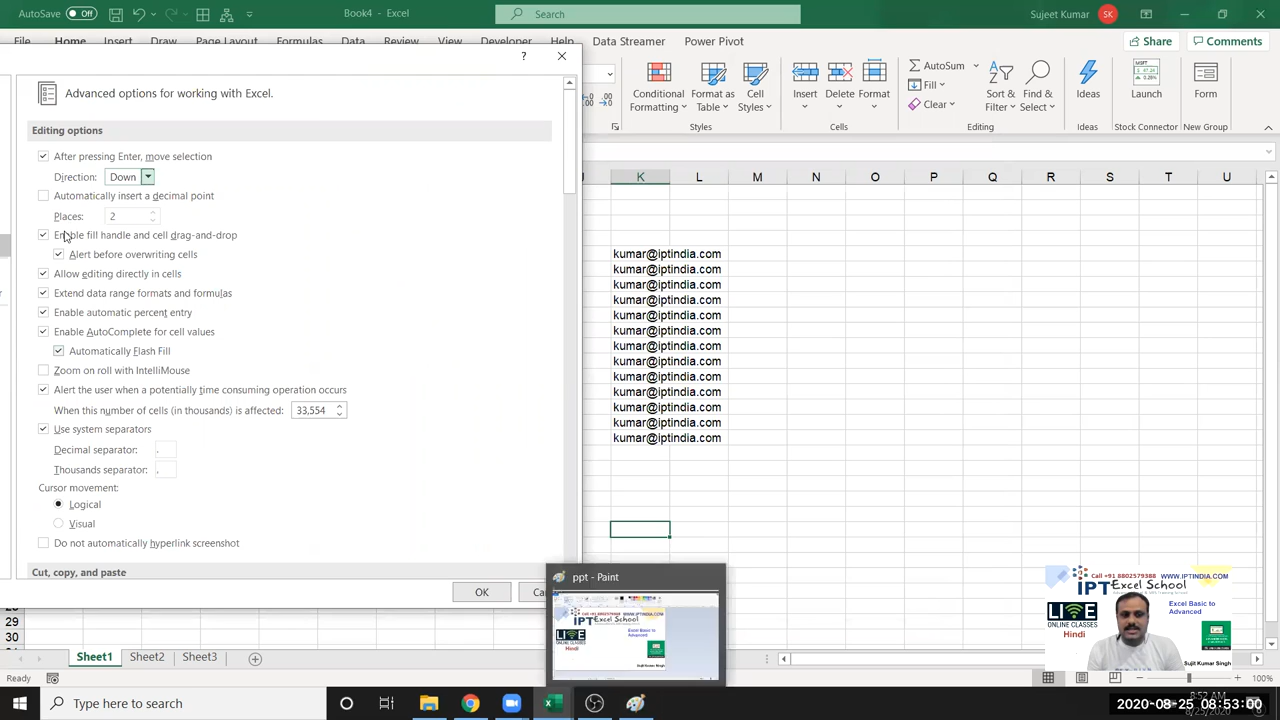 AutoSave Off
Book4 - Excel
Search
Sujeet Kumar SK
File Home Insert Draw Page Layout Formulas Data Review View Developer Help Data Streamer Power Pivot
Share Comments
Advanced options for working with Excel.
Editing options
After pressing Enter, move selection
Direction: Down
Automatically insert a decimal point
Places: 2
Enable fill handle and cell drag-and-drop
Alert before overwriting cells
Allow editing directly in cells
Extend data range formats and formulas
Enable automatic percent entry
Enable AutoComplete for cell values
Automatically Flash Fill
Zoom on roll with IntelliMouse
Alert the user when a potentially time consuming operation occurs
When this number of cells (in thousands) is affected: 33,554
Use system separators
Decimal separator: .
Thousands separator: ,
Cursor movement:
Logical
Visual
Do not automatically hyperlink screenshot
Cut, copy, and paste
OK
Conditional Formatting
Format as Table
Cell Styles
Insert Delete Format
AutoSum
Fill
Clear
Sort & Filter
Find & Select
Ideas
Launch
Form
Styles Cells Editing Ideas Stock Connector New Group
K L M N O P Q R S T U
kumar@iptindia.com
kumar@iptindia.com
kumar@iptindia.com
kumar@iptindia.com
kumar@iptindia.com
kumar@iptindia.com
kumar@iptindia.com
kumar@iptindia.com
kumar@iptindia.com
kumar@iptindia.com
kumar@iptindia.com
kumar@iptindia.com
kumar@iptindia.com
29
30
Sheet1 Sheet2 Sheet3
Ready
100%
ppt - Paint
Call +91 8802579388 WWW.IPTINDIA.COM
IPT Excel School
LIVE
ONLINE CLASSES
Hindi
Excel Basic to
Advanced
Sujit Kumar Singh
Type here to search
8:52 AM
2020-08-25 08:53:00
8/25/2020